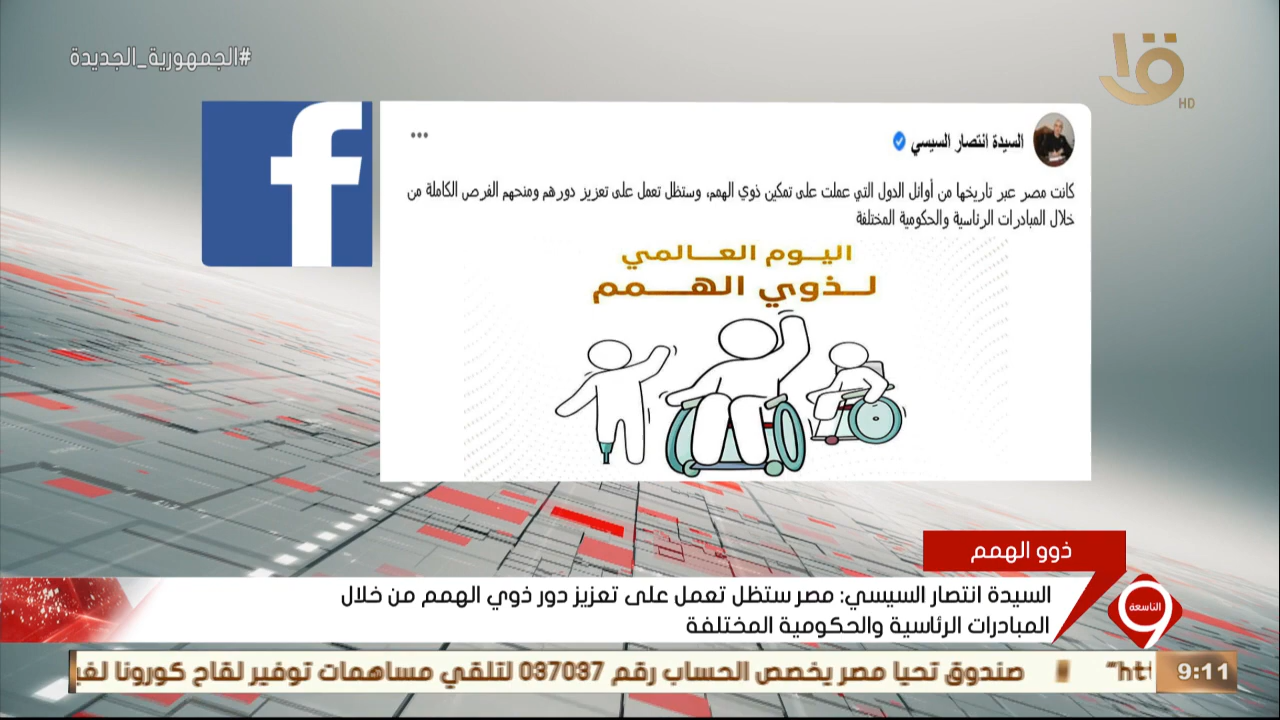 #الجمهورية_الجديدة
HD
السيدة انتصار السيسي
كانت مصر عبر تاريخها من أوائل الدول التي عملت على تمكين ذوي الهمم، وستظل تعمل على تعزيز دورهم ومنحهم الفرص الكاملة من
خلال المبادرات الرئاسية والحكومية المختلفة
اليوم العالمي
لذوي الهمم
ذوو الهمم
السيدة انتصار السيسي: مصر ستظل تعمل على تعزيز دور ذوي الهمم من خلال
المبادرات الرئاسية والحكومية المختلفة
التاسعة
9:11
"htt صندوق تحيا مصر يخصص الحساب رقم 037037 لتلقي مساهمات توفير لقاح كورونا لغي